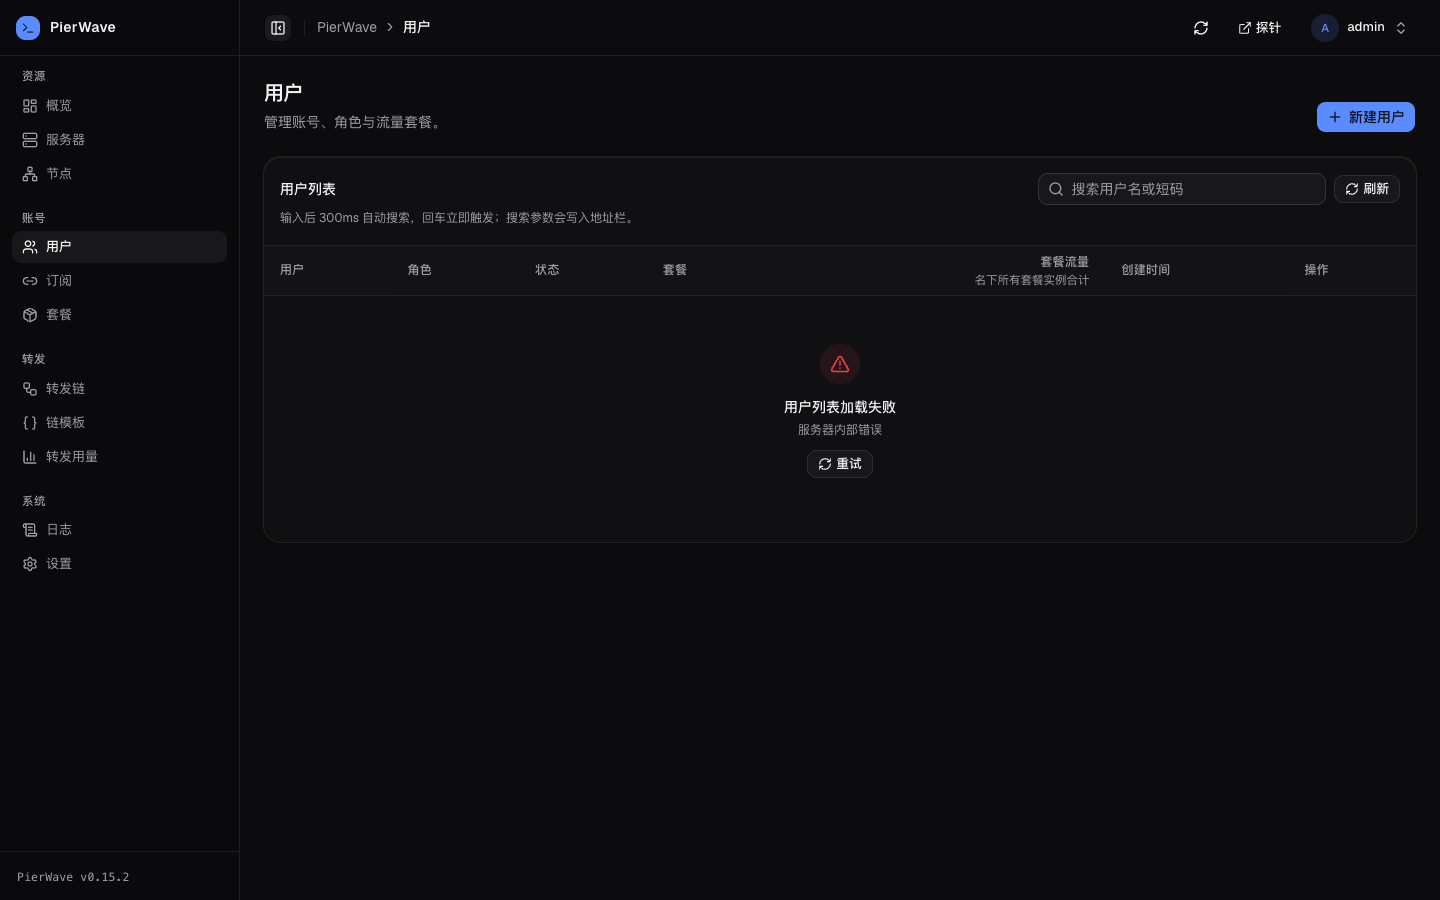 PierWave
PierWave > 用户
探针
A
admin
资源
概览
服务器
节点
账号
用户
订阅
套餐
转发
转发链
链模板
转发用量
系统
日志
设置
PierWave v0.15.2
用户
管理账号、角色与流量套餐。
新建用户
用户列表
输入后 300ms 自动搜索，回车立即触发；搜索参数会写入地址栏。
搜索用户名或短码
刷新
用户 角色 状态 套餐 套餐流量 创建时间 操作
名下所有套餐实例合计
用户列表加载失败
服务器内部错误
重试